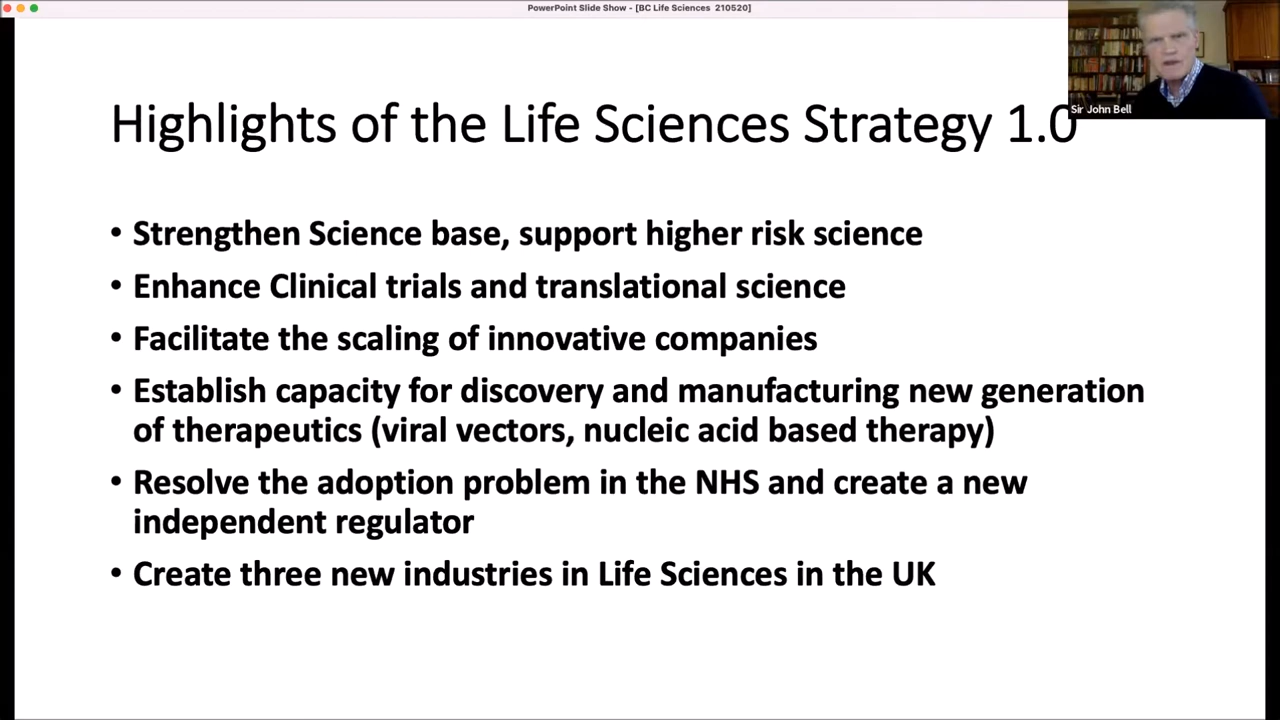 PowerPoint Slide Show - [BC Life Sciences 210520]
Sir John Bell
Highlights of the Life Sciences Strategy 1.0
• Strengthen Science base, support higher risk science
• Enhance Clinical trials and translational science
• Facilitate the scaling of innovative companies
• Establish capacity for discovery and manufacturing new generation
of therapeutics (viral vectors, nucleic acid based therapy)
• Resolve the adoption problem in the NHS and create a new
independent regulator
• Create three new industries in Life Sciences in the UK